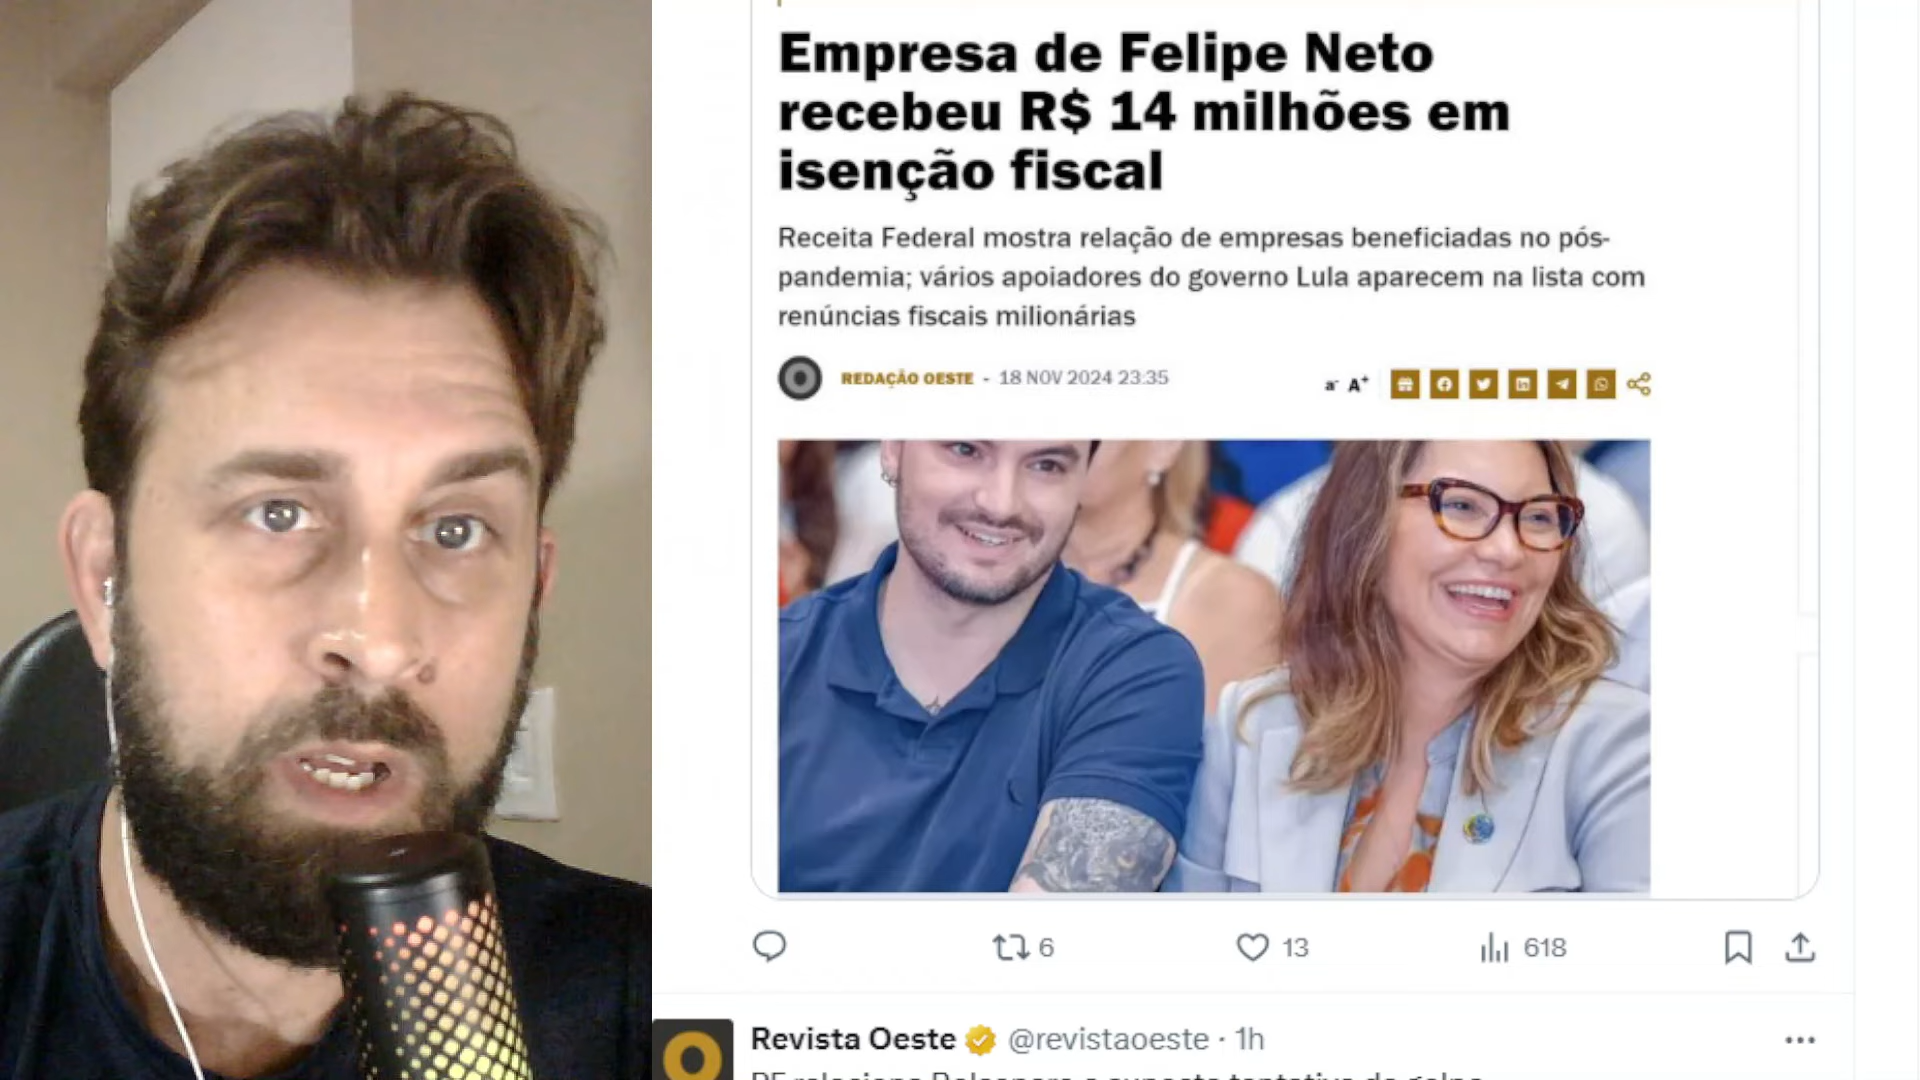 Empresa de Felipe Neto
recebeu R$ 14 milhões em
isenção fiscal
Receita Federal mostra relação de empresas beneficiadas no pós-
pandemia; vários apoiadores do governo Lula aparecem na lista com
renúncias fiscais milionárias
REDAÇÃO OESTE - 18 NOV 2024 23:35
a- A+
6 13 618
Revista Oeste @revistaoeste · 1h